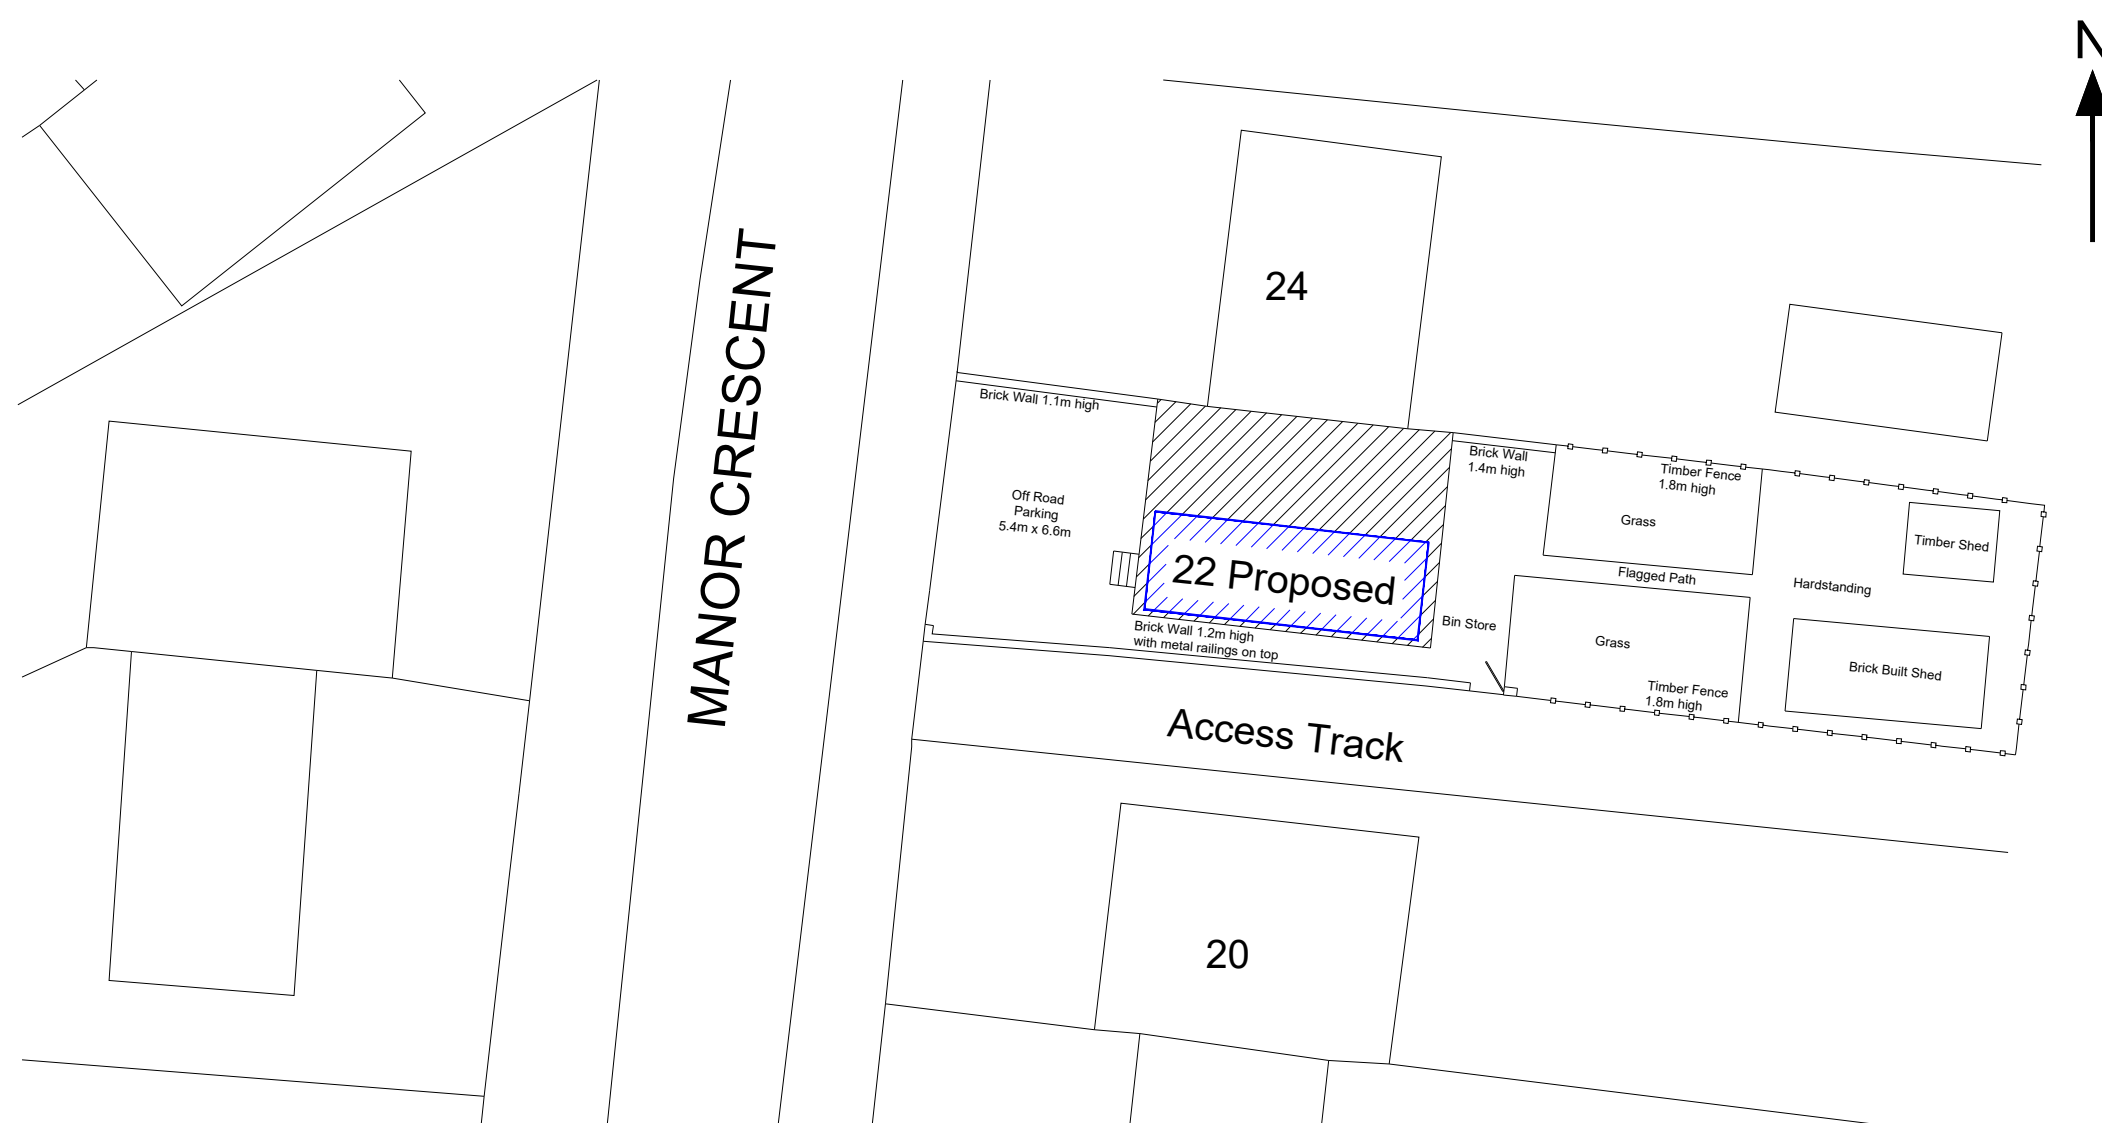 N
MANOR CRESCENT
24
Brick Wall 1.1m high
Brick Wall
1.4m high
Timber Fence
1.8m high
Off Road
Parking
5.4m x 6.6m
Grass
Timber Shed
22 Proposed
Flagged Path
Hardstanding
Bin Store
Brick Wall 1.2m high
with metal railings on top
Grass
Brick Built Shed
Timber Fence
1.8m high
Access Track
20